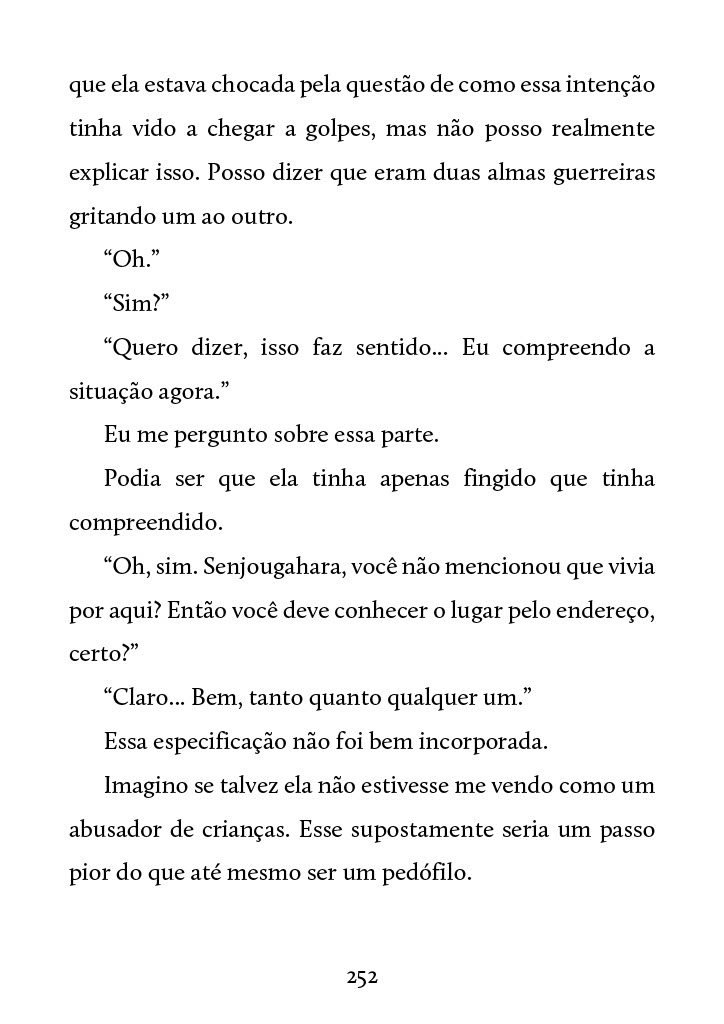 que ela estava chocada pela questão de como essa intenção
tinha vido a chegar a golpes, mas não posso realmente
explicar isso. Posso dizer que eram duas almas guerreiras
gritando um ao outro.
“Oh.”
“Sim?”
“Quero dizer, isso faz sentido... Eu compreendo a
situação agora.”
Eu me pergunto sobre essa parte.
Podia ser que ela tinha apenas fingido que tinha
compreendido.
“Oh, sim. Senjougahara, você não mencionou que vivia
por aqui? Então você deve conhecer o lugar pelo endereço,
certo?”
“Claro... Bem, tanto quanto qualquer um.”
Essa especificação não foi bem incorporada.
Imagino se talvez ela não estivesse me vendo como um
abusador de crianças. Esse supostamente seria um passo
pior do que até mesmo ser um pedófilo.
252